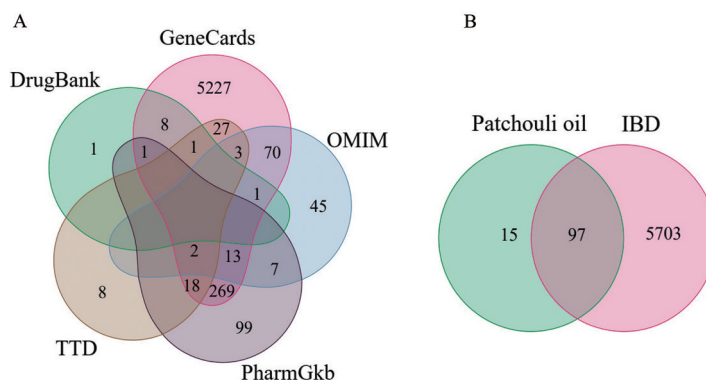 A
B
GeneCards
DrugBank
5227
OMIM
8
27
1
1
1
3
70
1
45
Patchouli oil
IBD
15
97
5703
2
13
7
8
18
269
99
TTD
PharmGkb